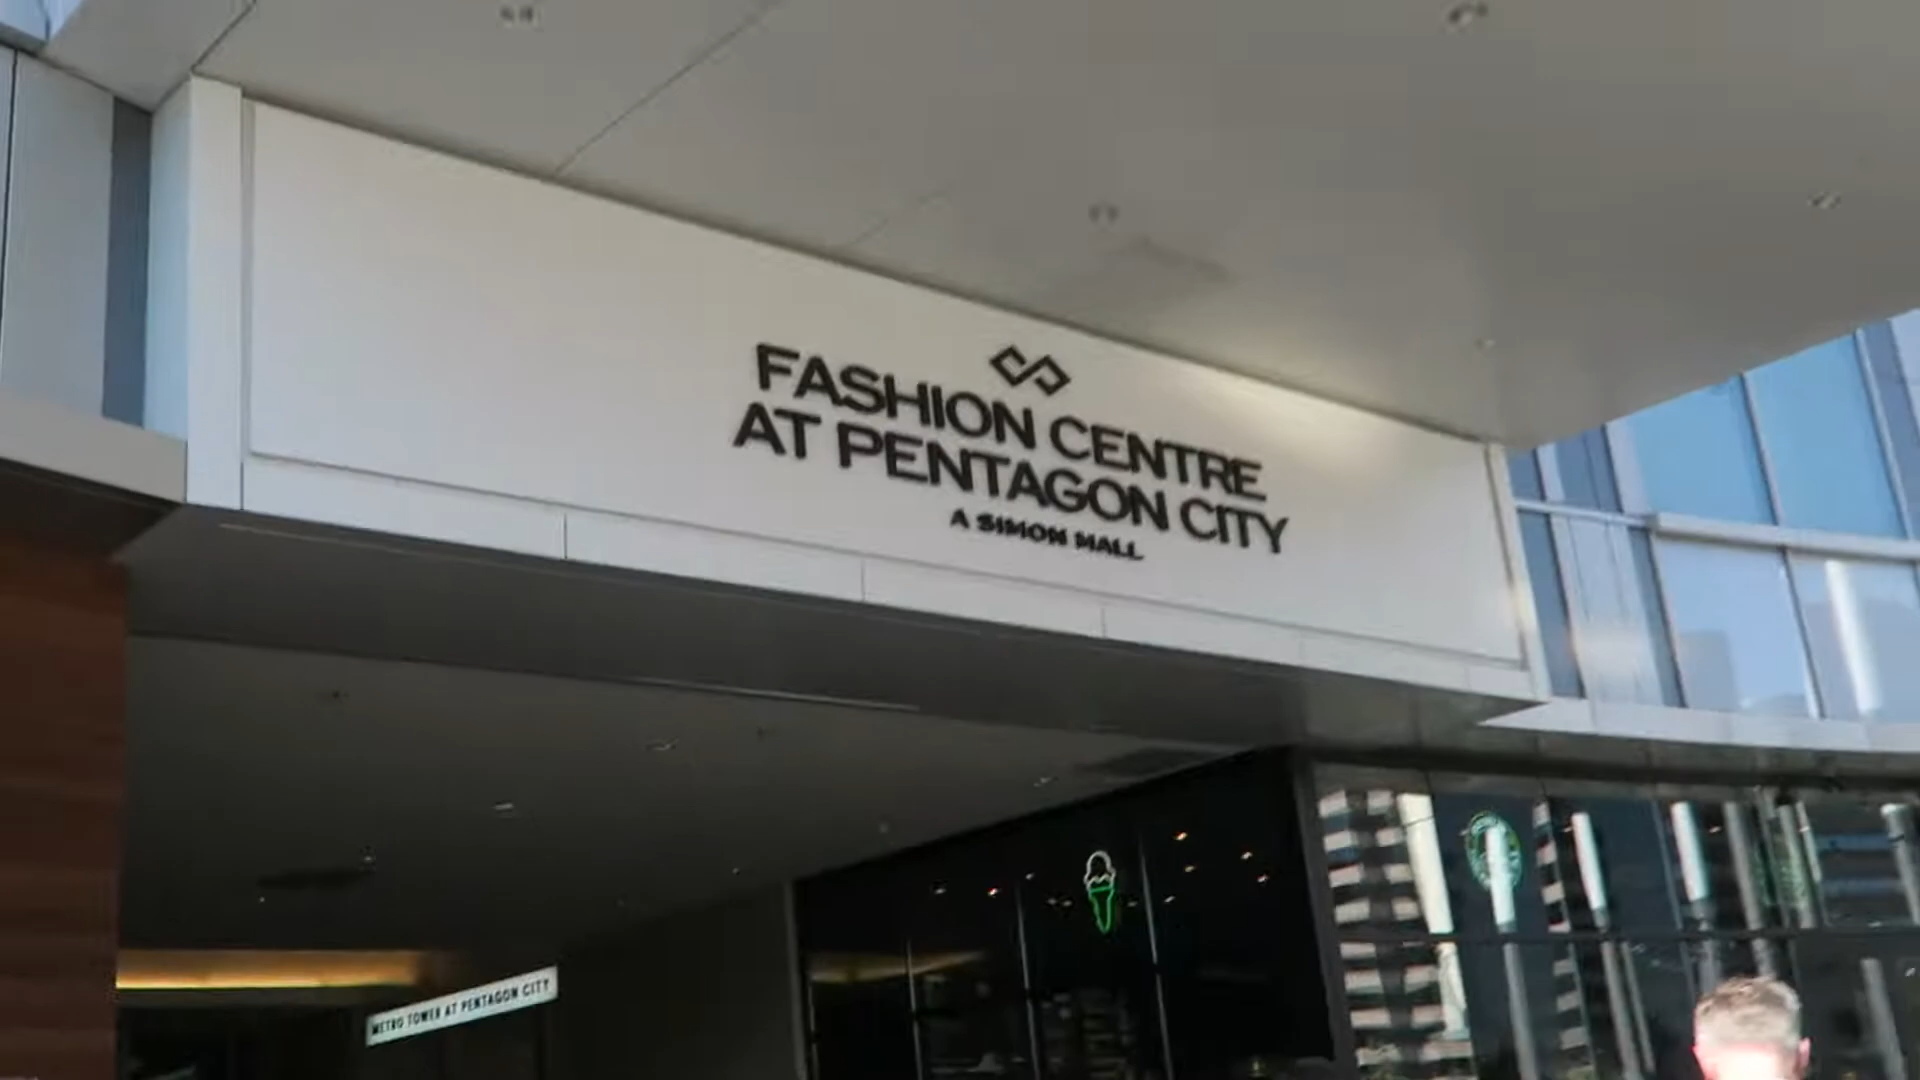 FASHION CENTRE
AT PENTAGON CITY
A SIMON MALL
METRO TOWER AT PENTAGON CITY